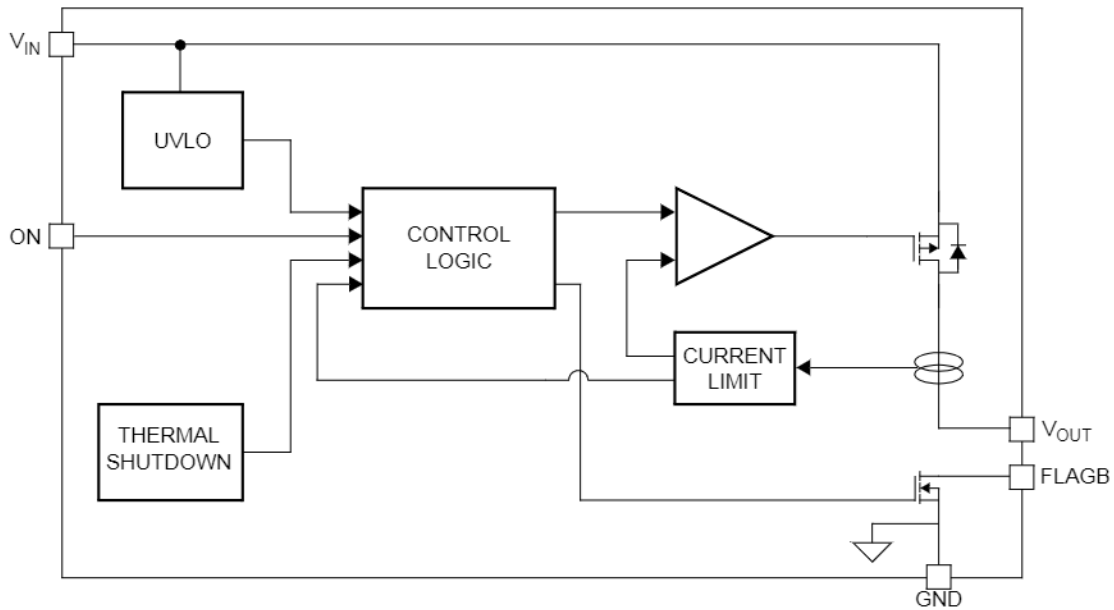 VIN
UVLO
ON
CONTROL
LOGIC
CURRENT
LIMIT
THERMAL
SHUTDOWN
VOUT
FLAGB
GND